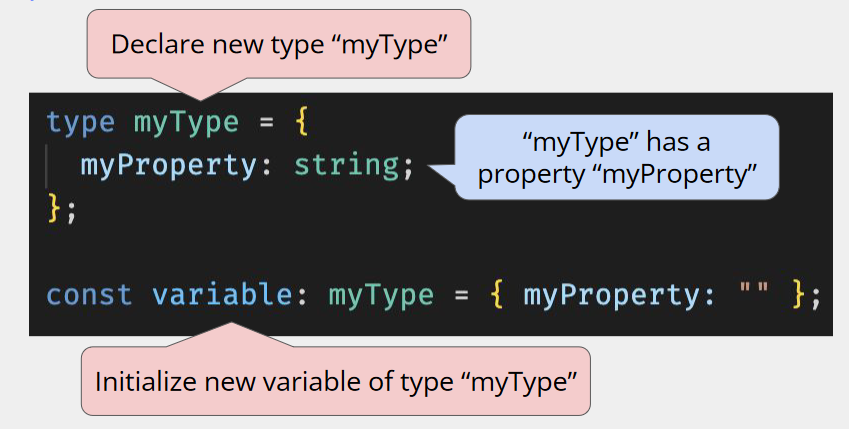 Declare new type “myType”
type myType = {
myProperty: string;
“myType” has a
property “myProperty”
};
const variable: myType = { myProperty: "" };
Initialize new variable of type “myType”